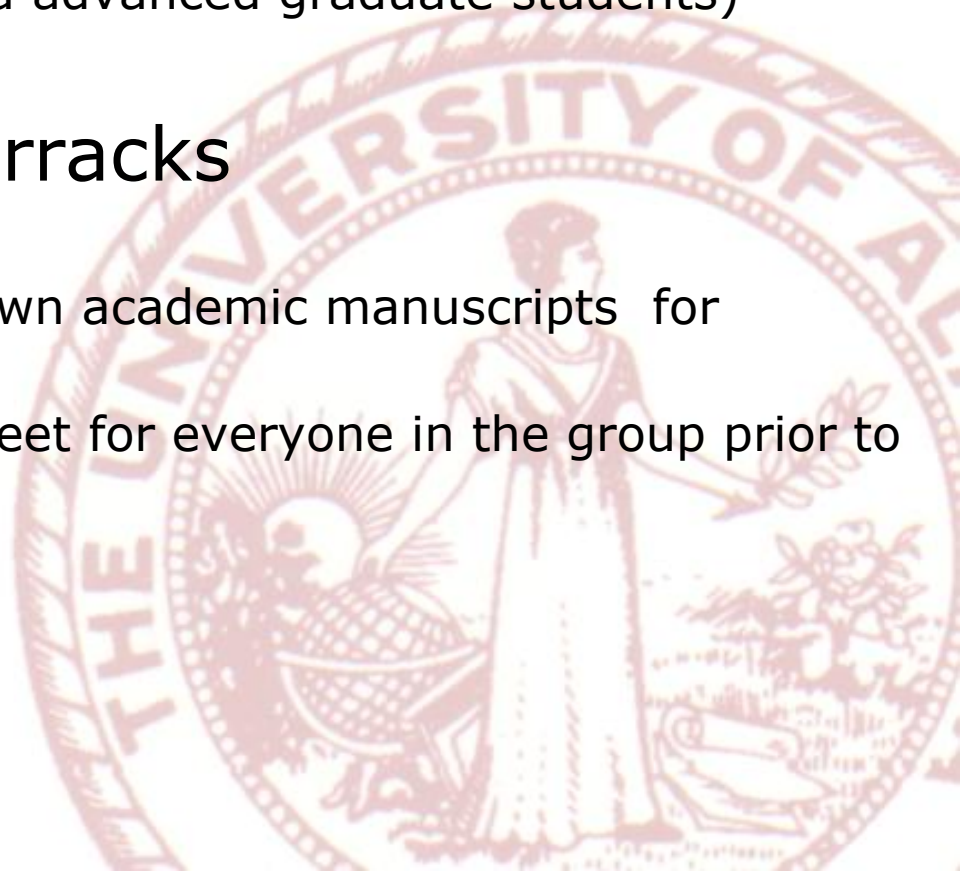 d advanced graduate students)
THE UNIVERSITY OF ALA
rracks
wn academic manuscripts  for
eet for everyone in the group prior to